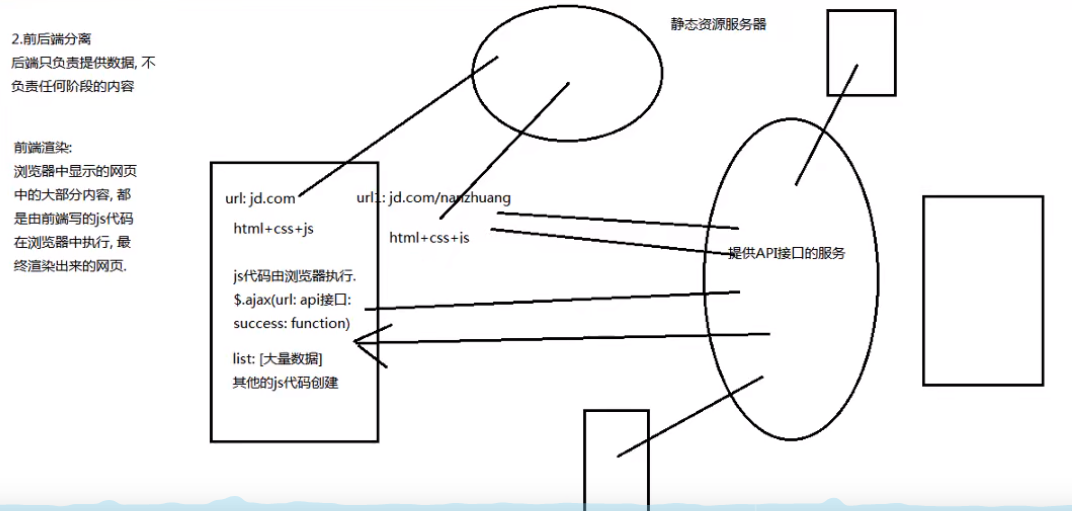 2.前后端分离
后端只负责提供数据, 不
负责任何阶段的内容
前端渲染:
浏览器中显示的网页
中的大部分内容, 都
是由前端写的js代码
在浏览器中执行, 最
终渲染出来的网页.
静态资源服务器
url: jd.com
html+css+js
url1: jd.com/nanzhuang
html+css+js
js代码由浏览器执行.
$.ajax(url: api接口:
success: function)
list: [大量数据]
其他的js代码创建
提供API接口的服务